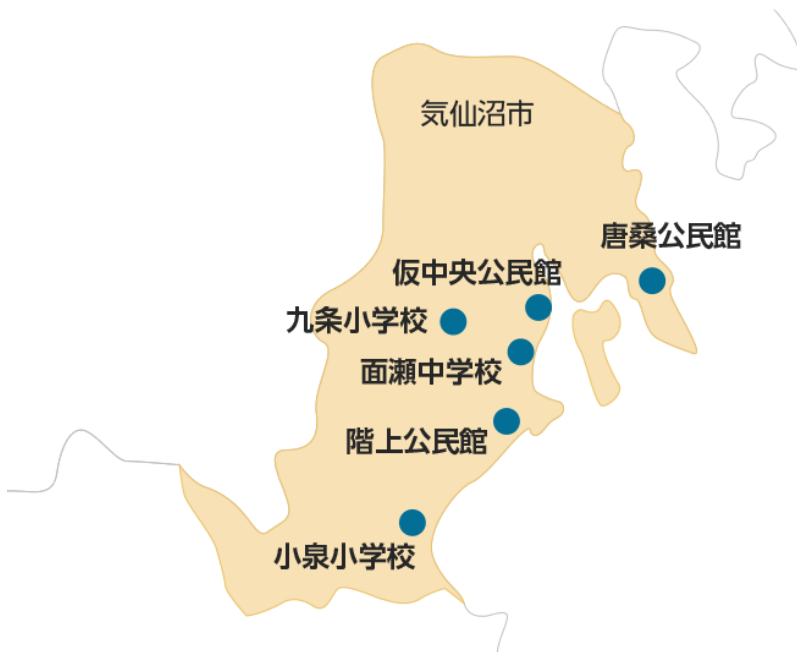 気仙沼市
唐桑公民館
仮中央公民館
九条小学校
面瀬中学校
階上公民館
小泉小学校